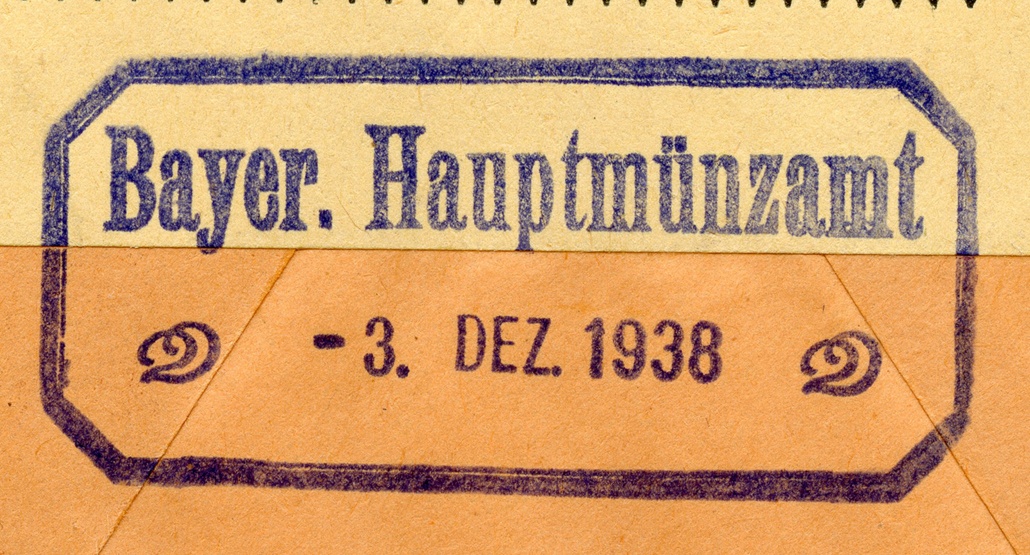 Bayer. Hauptmünzamt
- 3. DEZ. 1938